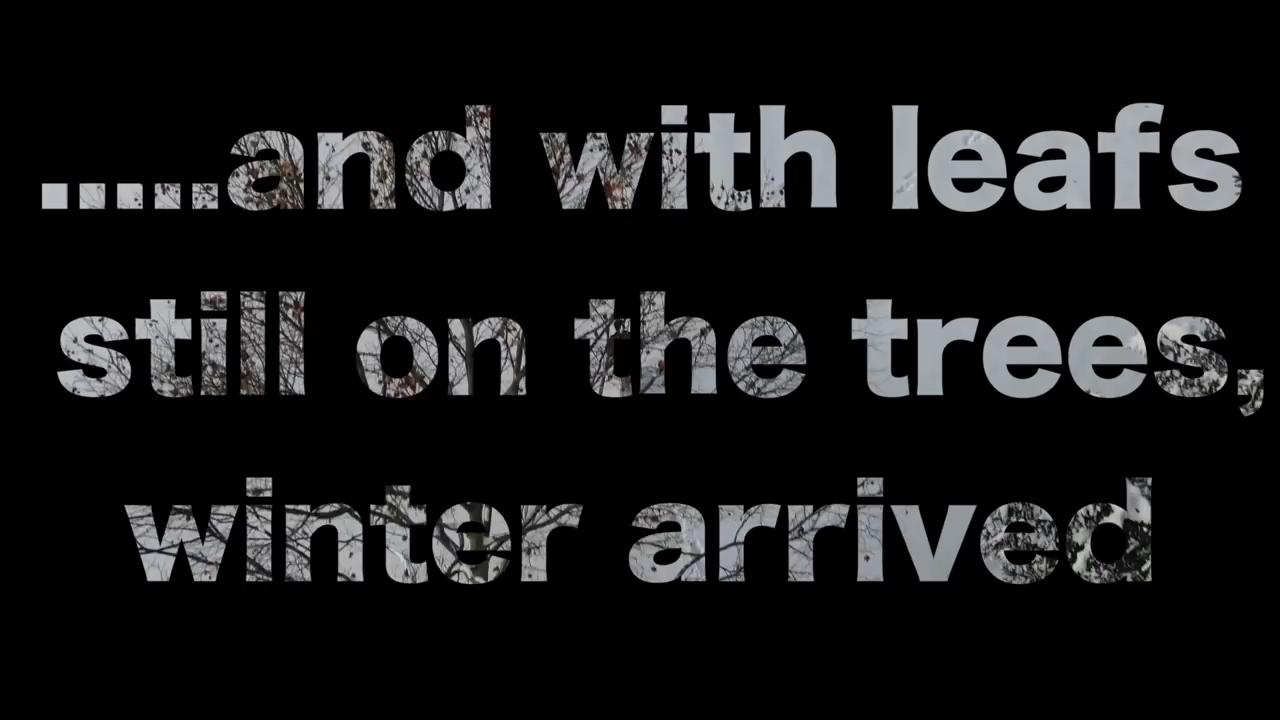 .....and with leafs
still on the trees,
winter arrived